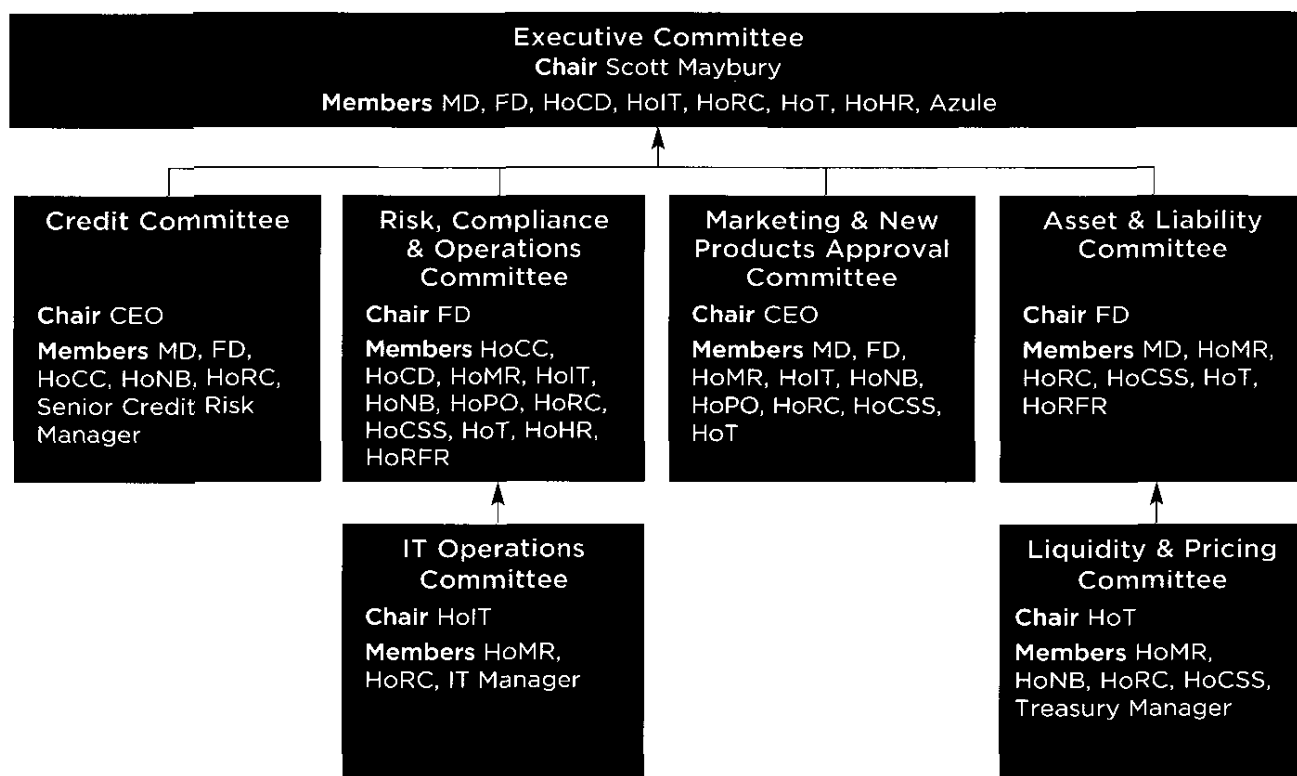 Executive Committee
Chair Scott Maybury
Members MD, FD, HoCD, HoIT, HoRC, HoT, HoHR, Azule
Credit Committee
Chair CEO
Members MD, FD,
HoCC, HoNB, HoRC,
Senior Credit Risk
Manager
Risk, Compliance
& Operations
Committee
Chair FD
Members HoCC,
HoCD, HoMR, HoIT,
HoNB, HoPO, HoRC,
HoCSS, HoT, HoHR,
HoRFR
Marketing & New
Products Approval
Committee
Chair CEO
Members MD, FD,
HoMR, HoIT, HoNB,
HoPO, HoRC, HoCSS,
HoT
Asset & Liability
Committee
Chair FD
Members MD, HoMR,
HoRC, HoCSS, HoT,
HoRFR
IT Operations
Committee
Chair HoIT
Members HoMR,
HoRC, IT Manager
Liquidity & Pricing
Committee
Chair HoT
Members HoMR,
HoNB, HoRC, HoCSS,
Treasury Manager